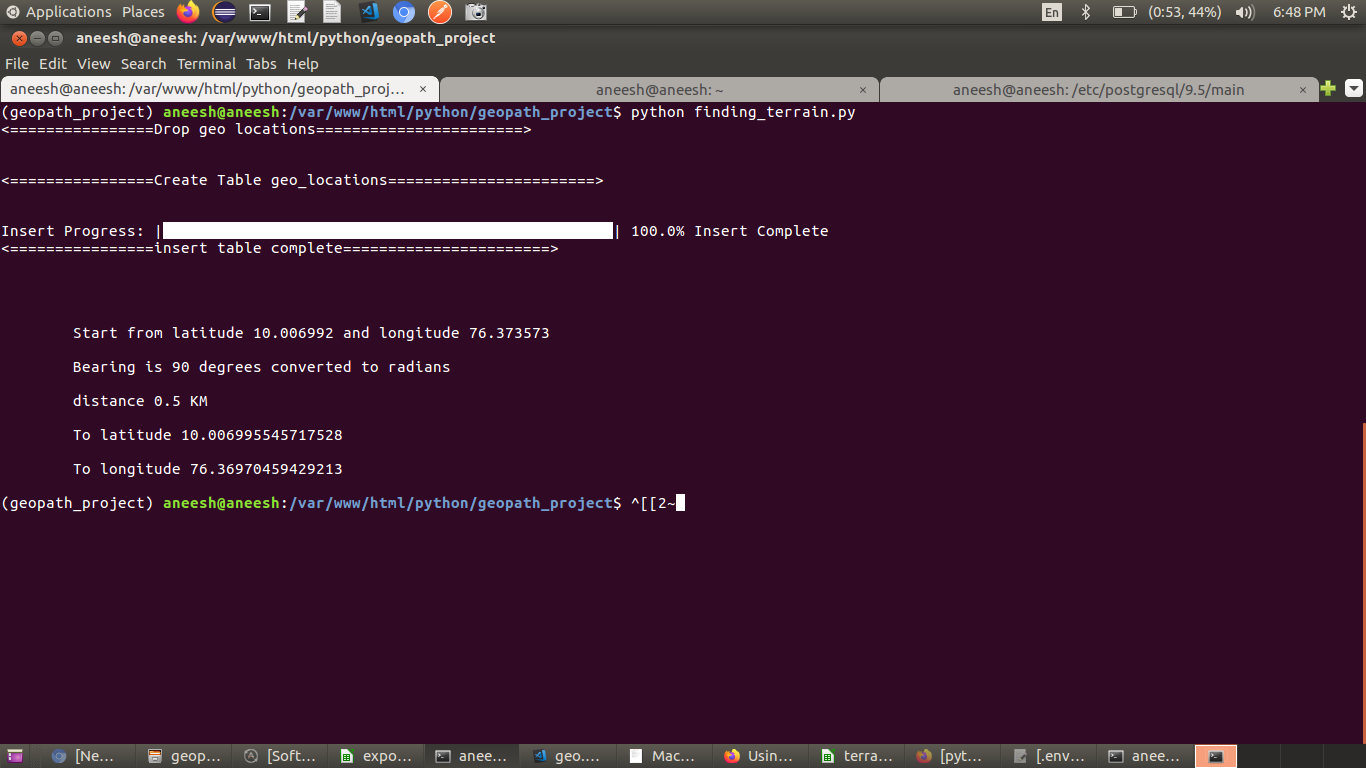 Applications Places En (0:53, 44%) 6:48 PM
aneesh@aneesh: /var/www/html/python/geopath_project
File Edit View Search Terminal Tabs Help
aneesh@aneesh: /var/www/html/python/geopath_proj... × aneesh@aneesh: ~ × aneesh@aneesh: /etc/postgresql/9.5/main ×
(geopath_project) aneesh@aneesh:/var/www/html/python/geopath_project$ python finding_terrain.py
<================Drop geo locations=======================>
<================Create Table geo_locations=======================>
Insert Progress: |██████████████████████████████████████████████████| 100.0% Insert Complete
<================insert table complete=======================>
Start from latitude 10.006992 and longitude 76.373573
Bearing is 90 degrees converted to radians
distance 0.5 KM
To latitude 10.006995545717528
To longitude 76.36970459429213
(geopath_project) aneesh@aneesh:/var/www/html/python/geopath_project$ ^[[2~
[Ne... geop... [Soft... expo... anee... geo.... Mac... Usin... terra... [pyt... [.env... anee...